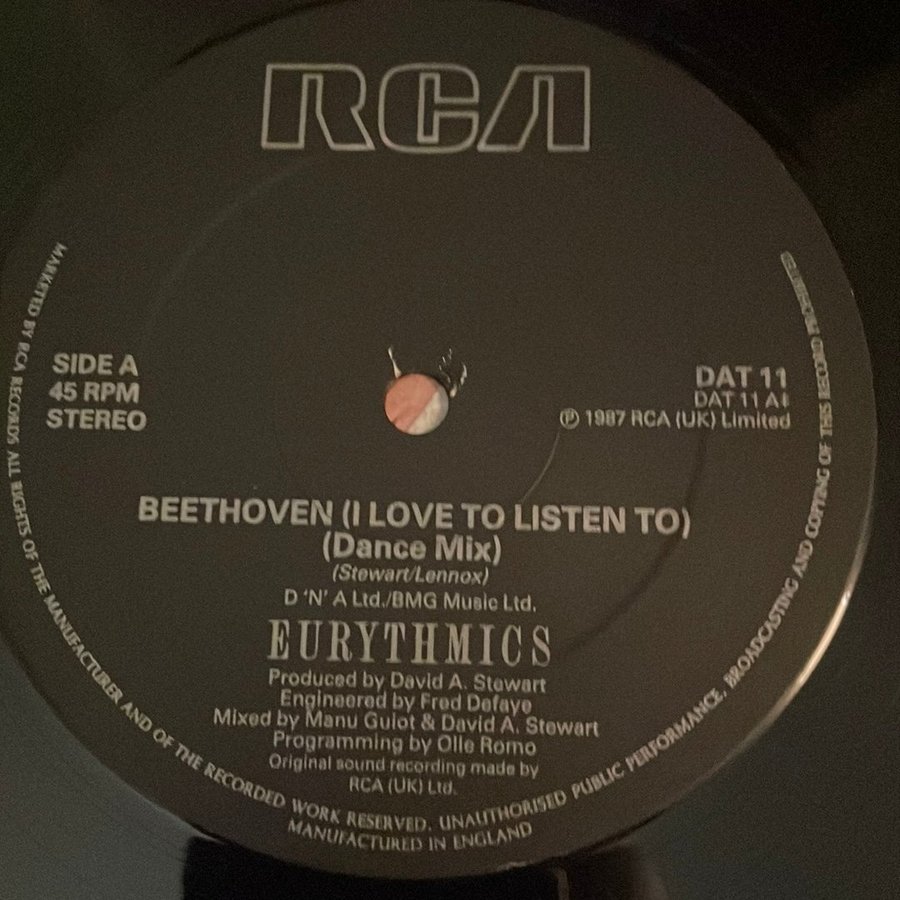 RCA
SIDE A
45 RPM
STEREO
DAT 11
DAT 11 A
℗ 1987 RCA (UK) Limited
BEETHOVEN (I LOVE TO LISTEN TO)
(Dance Mix)
(Stewart/Lennox)
D 'N' A Ltd./BMG Music Ltd.
EURYTHMICS
Produced by David A. Stewart
Engineered by Fred Defaye
Mixed by Manu Guiot & David A. Stewart
Programming by Olle Romo
Original sound recording made by
RCA (UK) Ltd.
MARKETED BY RCA RECORDS ALL RIGHTS OF THE MANUFACTURER AND OF THE RECORDED WORK RESERVED. UNAUTHORISED PUBLIC PERFORMANCE, BROADCASTING AND COPYING OF THIS RECORD PROHIBITED
MANUFACTURED IN ENGLAND